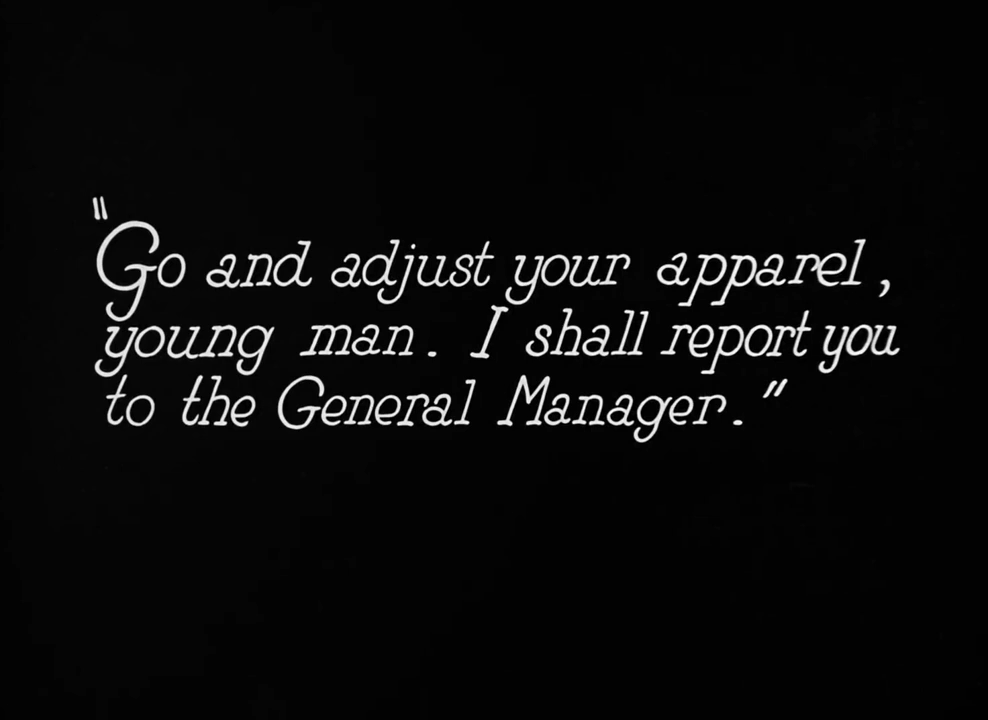 "Go and adjust your apparel,
young man. I shall report you
to the General Manager."